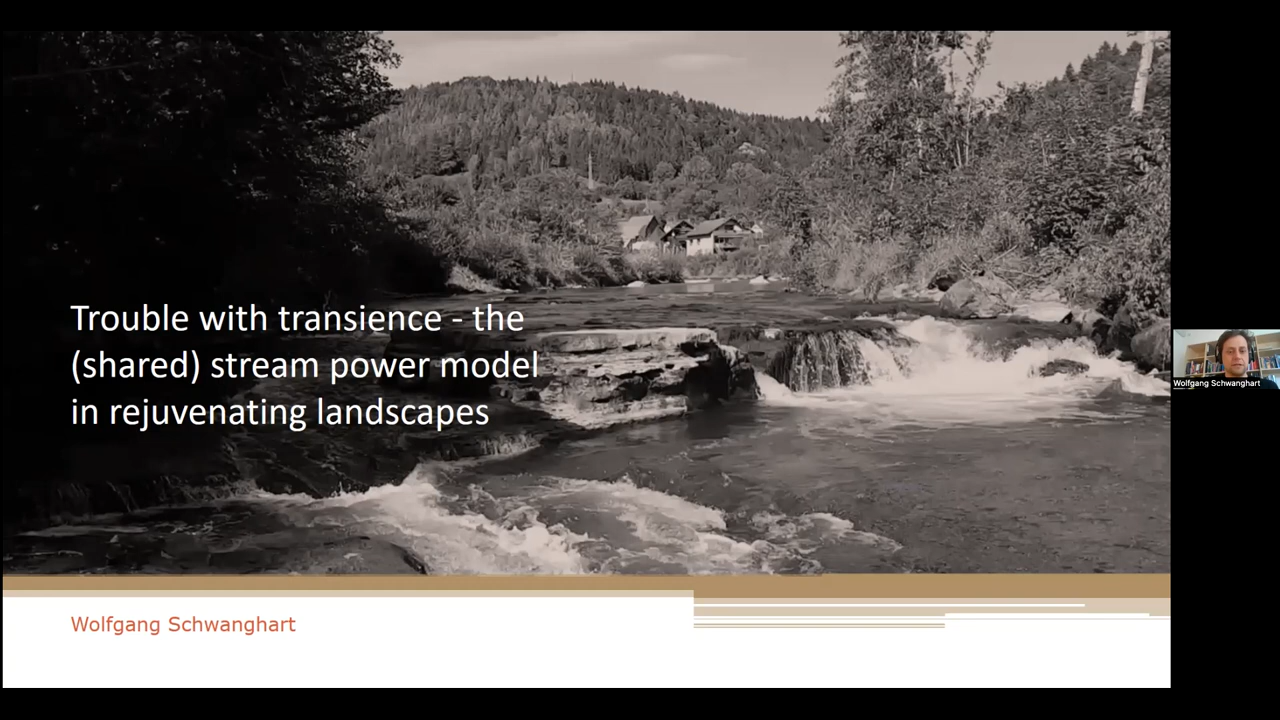 Trouble with transience - the
(shared) stream power model
in rejuvenating landscapes
Wolfgang Schwanghart
Wolfgang Schwanghart